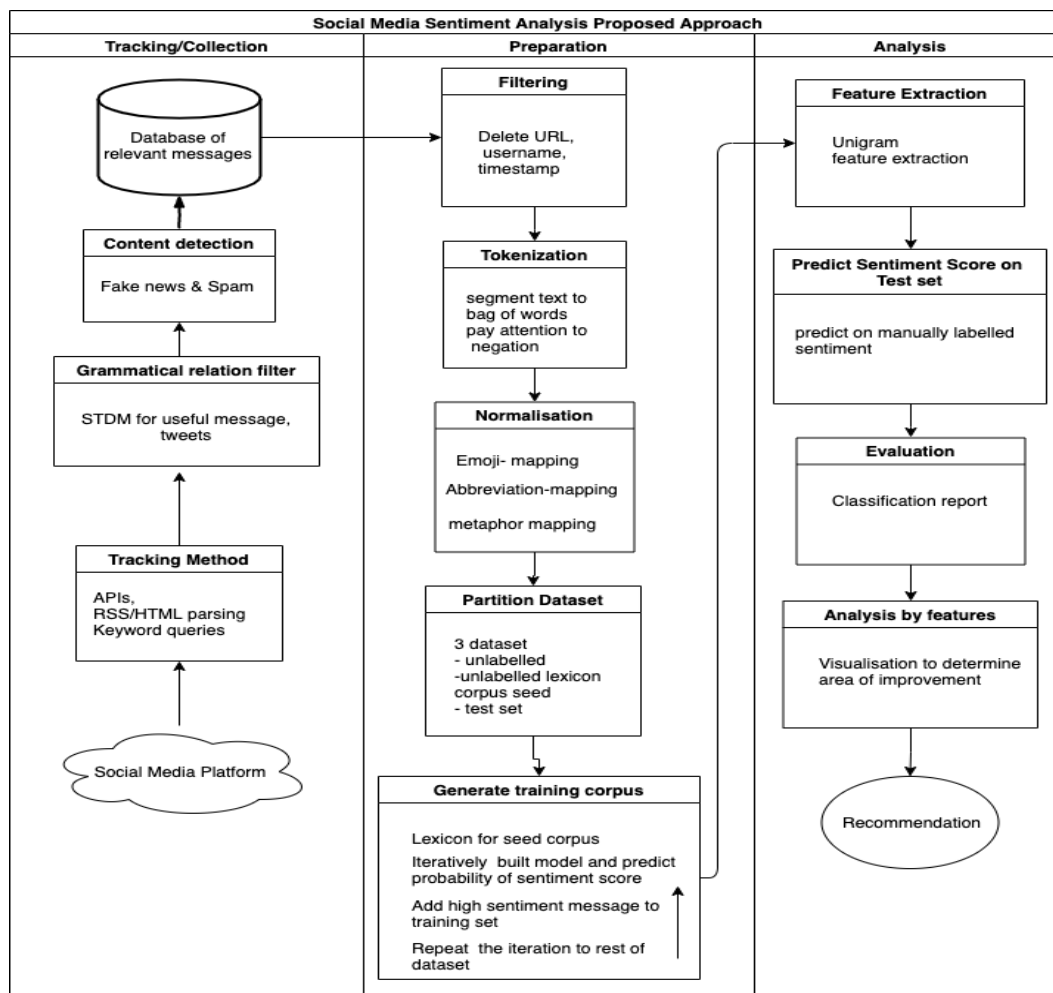 Social Media Sentiment Analysis Proposed Approach
Tracking/Collection
Preparation
Analysis
Database of
relevant messages
Content detection
Fake news & Spam
Grammatical relation filter
STDM for useful message,
tweets
Tracking Method
APIs,
RSS/HTML parsing
Keyword queries
Social Media Platform
Filtering
Delete URL,
username,
timestamp
Tokenization
segment text to
bag of words
pay attention to
negation
Normalisation
Emoji- mapping
Abbreviation-mapping
metaphor mapping
Partition Dataset
3 dataset
- unlabelled
-unlabelled lexicon
corpus seed
- test set
Generate training corpus
Lexicon for seed corpus
Iteratively built model and predict
probability of sentiment score
Add high sentiment message to
training set
Repeat the iteration to rest of
dataset
Feature Extraction
Unigram
feature extraction
Predict Sentiment Score on
Test set
predict on manually labelled
sentiment
Evaluation
Classification report
Analysis by features
Visualisation to determine
area of improvement
Recommendation